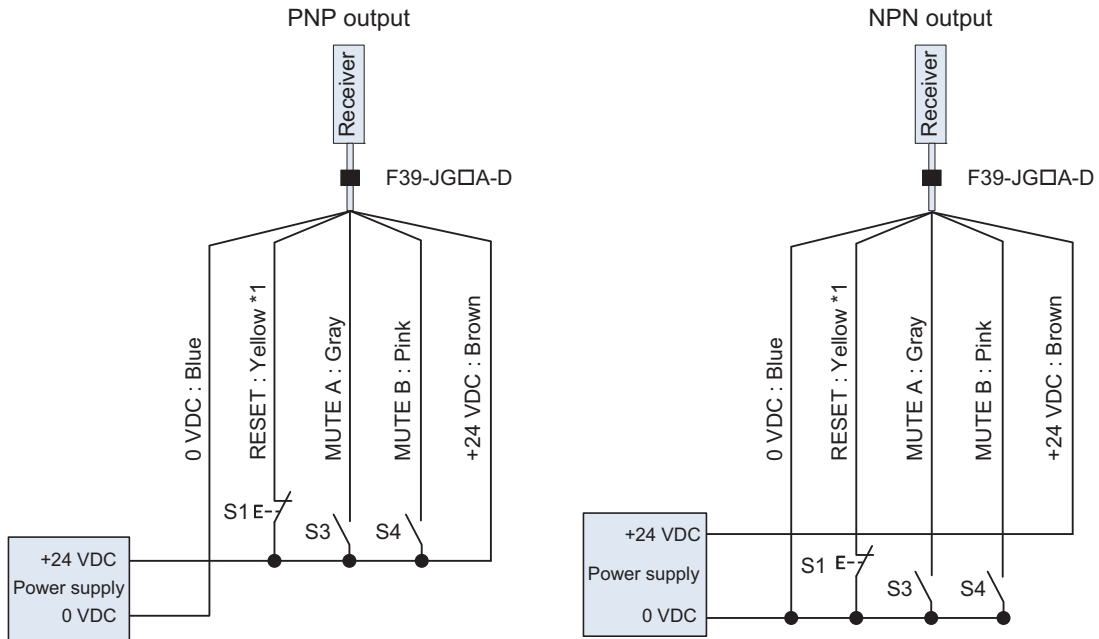 PNP output
Receiver
F39-JG□A-D
0 VDC : Blue
RESET : Yellow *1
MUTE A : Gray
MUTE B : Pink
+24 VDC : Brown
S1
S3
S4
+24 VDC
Power supply
0 VDC
NPN output
Receiver
F39-JG□A-D
0 VDC : Blue
RESET : Yellow *1
MUTE A : Gray
MUTE B : Pink
+24 VDC : Brown
+24 VDC
Power supply
0 VDC
S1
S3
S4